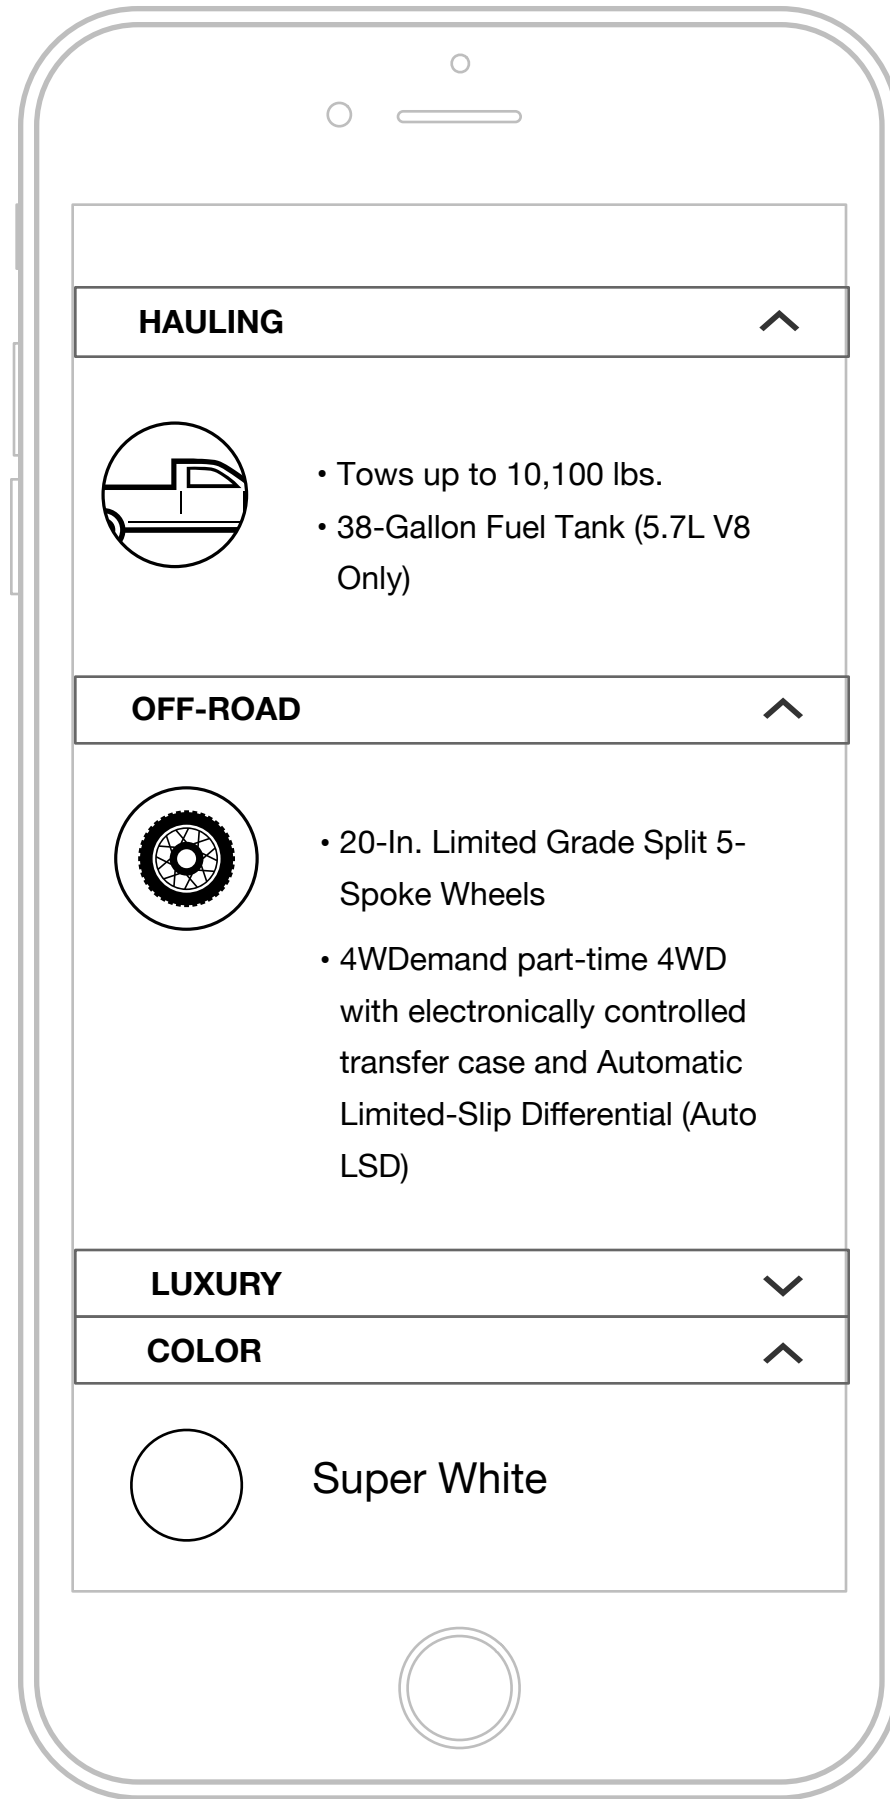 HAULING
• Tows up to 10,100 lbs.
• 38-Gallon Fuel Tank (5.7L V8
Only)
OFF-ROAD
• 20-In. Limited Grade Split 5-
Spoke Wheels
• 4WDemand part-time 4WD
with electronically controlled
transfer case and Automatic
Limited-Slip Differential (Auto
LSD)
LUXURY
COLOR
Super White